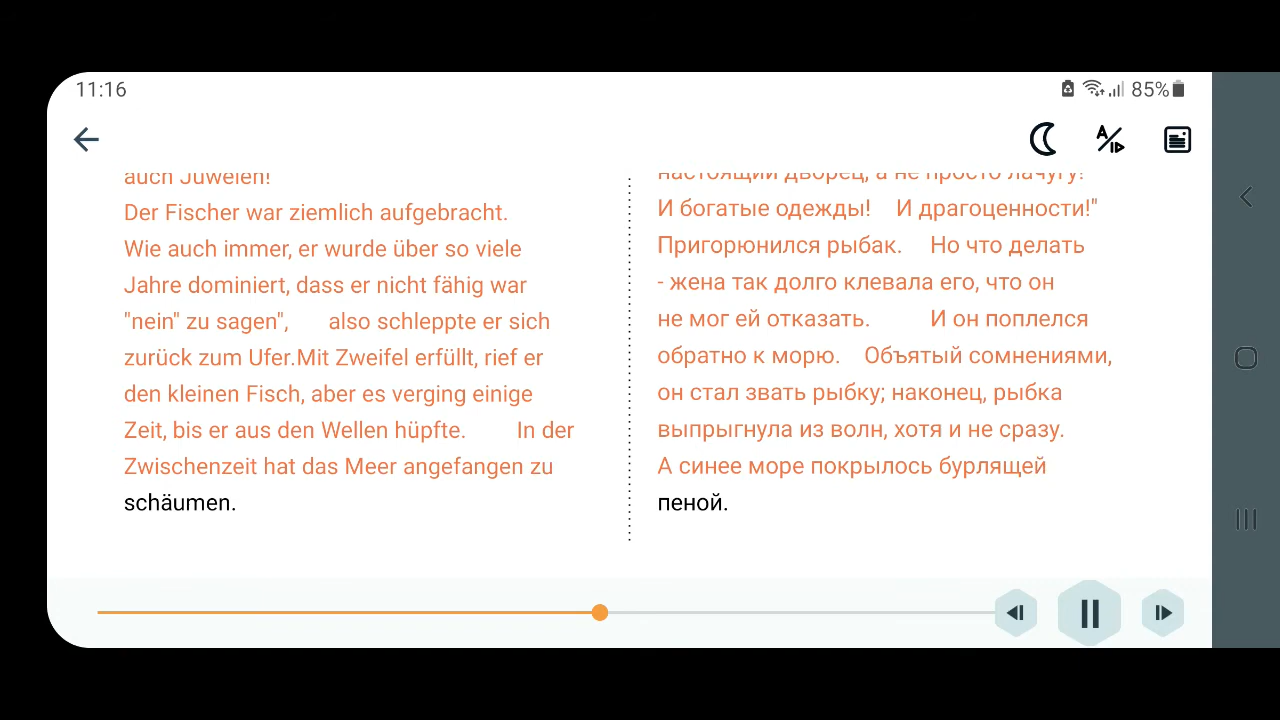 11:16
85%
auch Juwelen!
Der Fischer war ziemlich aufgebracht.
Wie auch immer, er wurde über so viele
Jahre dominiert, dass er nicht fähig war
"nein" zu sagen", also schleppte er sich
zurück zum Ufer.Mit Zweifel erfüllt, rief er
den kleinen Fisch, aber es verging einige
Zeit, bis er aus den Wellen hüpfte. In der
Zwischenzeit hat das Meer angefangen zu
schäumen.
настоящий дворец, а не просто лачугу!
И богатые одежды! И драгоценности!"
Пригорюнился рыбак. Но что делать
- жена так долго клевала его, что он
не мог ей отказать. И он поплелся
обратно к морю. Объятый сомнениями,
он стал звать рыбку; наконец, рыбка
выпрыгнула из волн, хотя и не сразу.
А синее море покрылось бурлящей
пеной.